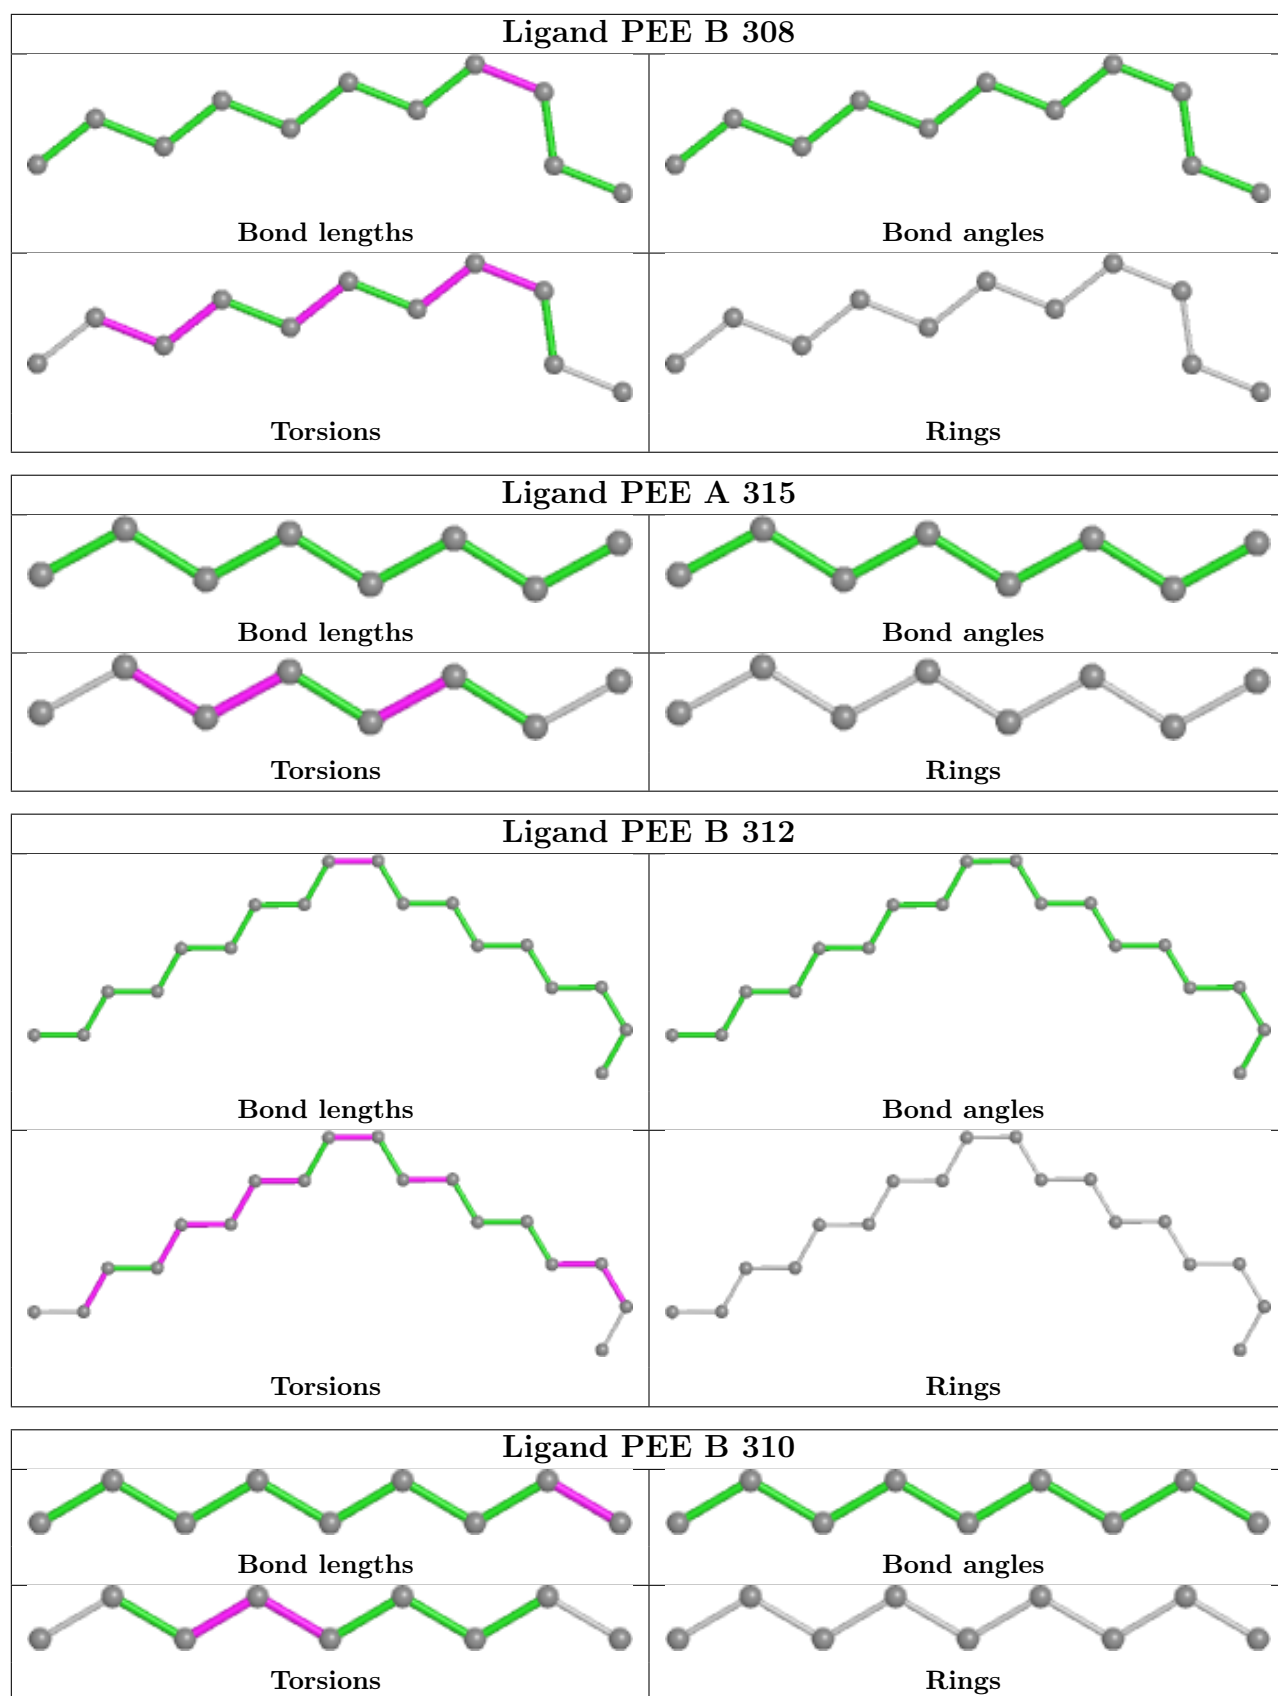 Ligand PEE B 308
Bond lengths
Bond angles
Torsions
Rings
Ligand PEE A 315
Bond lengths
Bond angles
Torsions
Rings
Ligand PEE B 312
Bond lengths
Bond angles
Torsions
Rings
Ligand PEE B 310
Bond lengths
Bond angles
Torsions
Rings